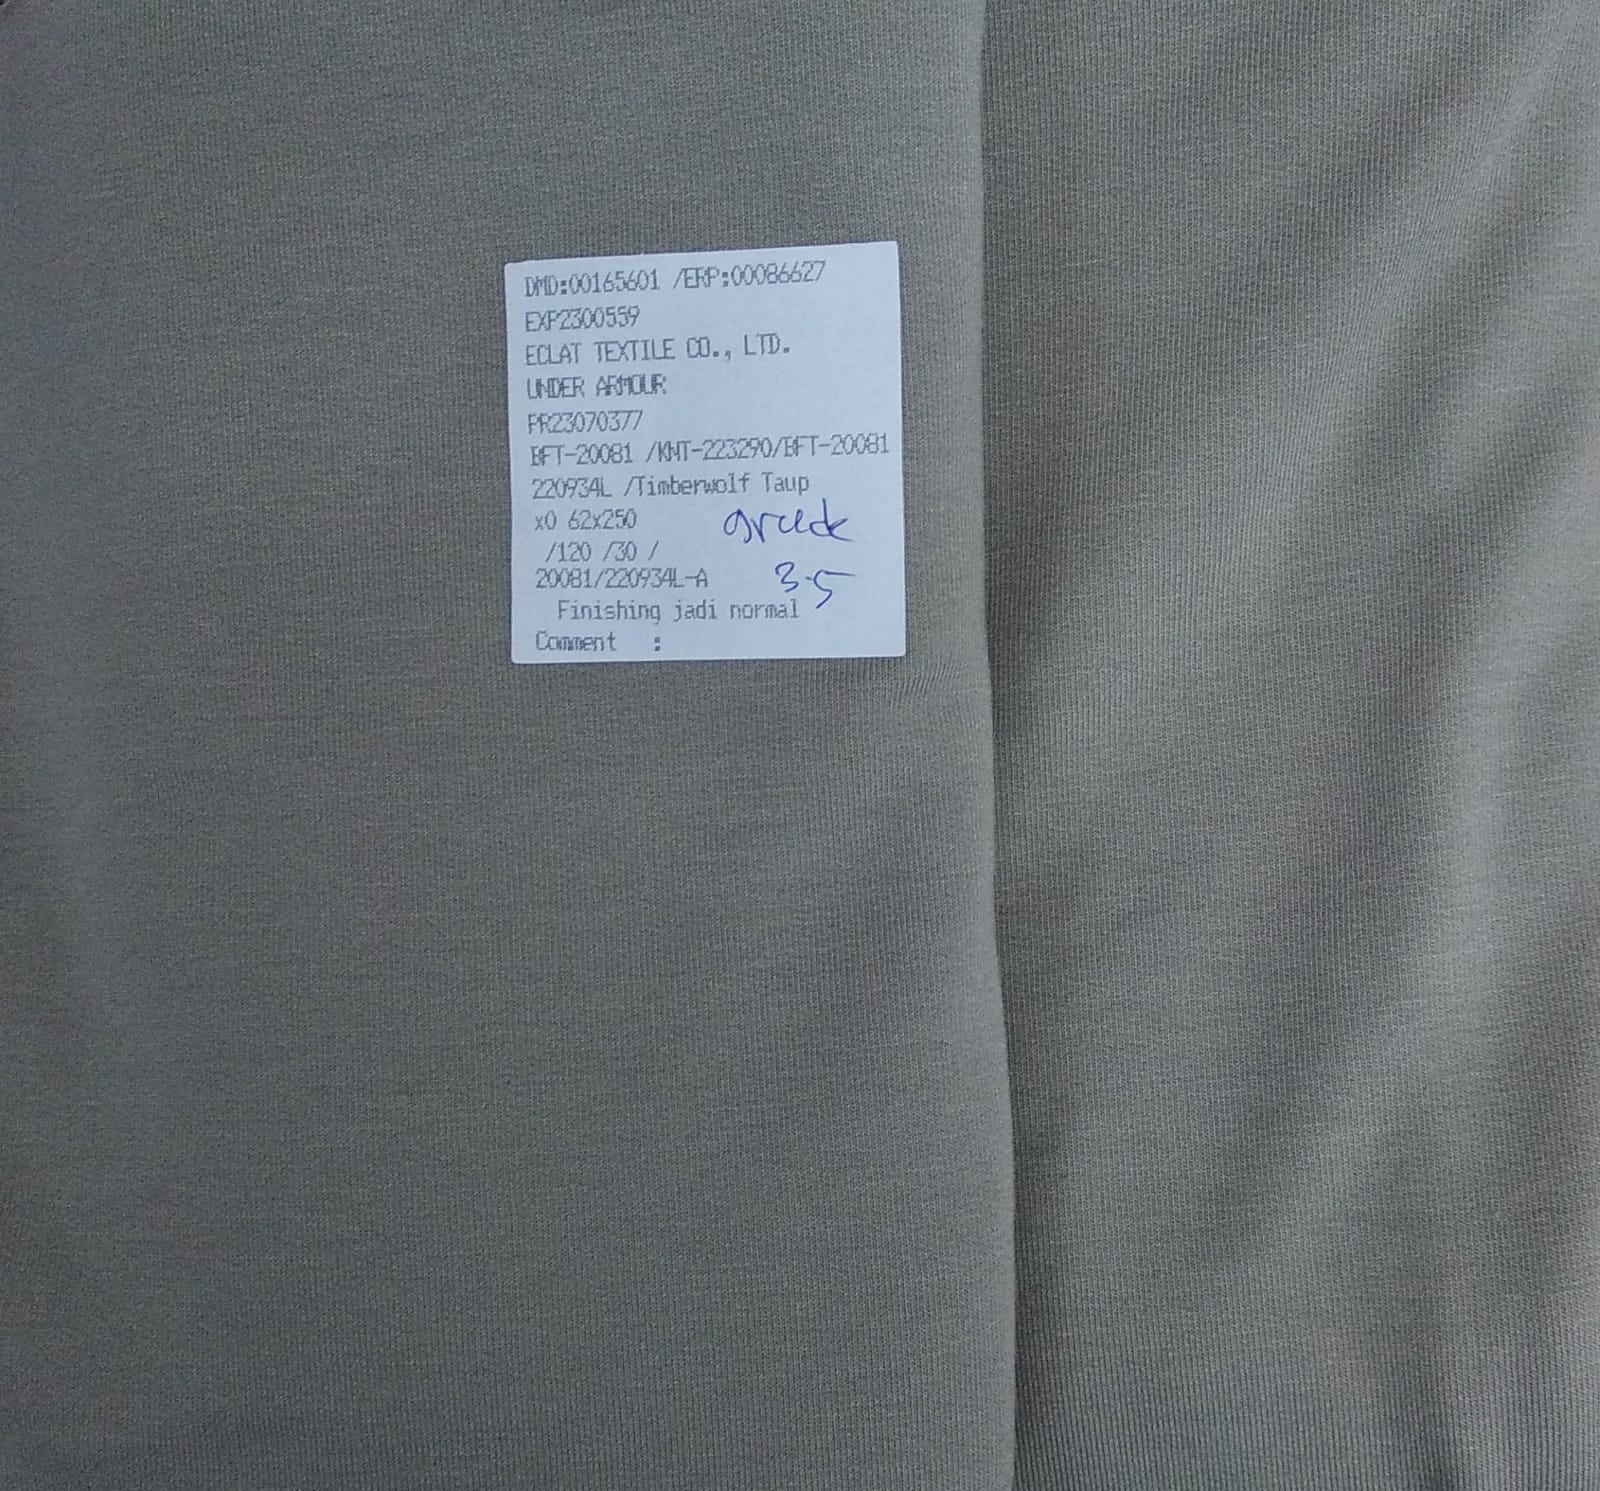 DMD:00165601 /ERP:00086627
EXP2300559
ECLAT TEXTILE CO., LTD.
UNDER ARMOUR
PR23070377
BFT-20081 /KNT-223290/BFT-20081
220934L /Timberwolf Taup
x0 62x250
/120 /30 /
20081/220934L-A 3.5
Finishing jadi normal
Comment :